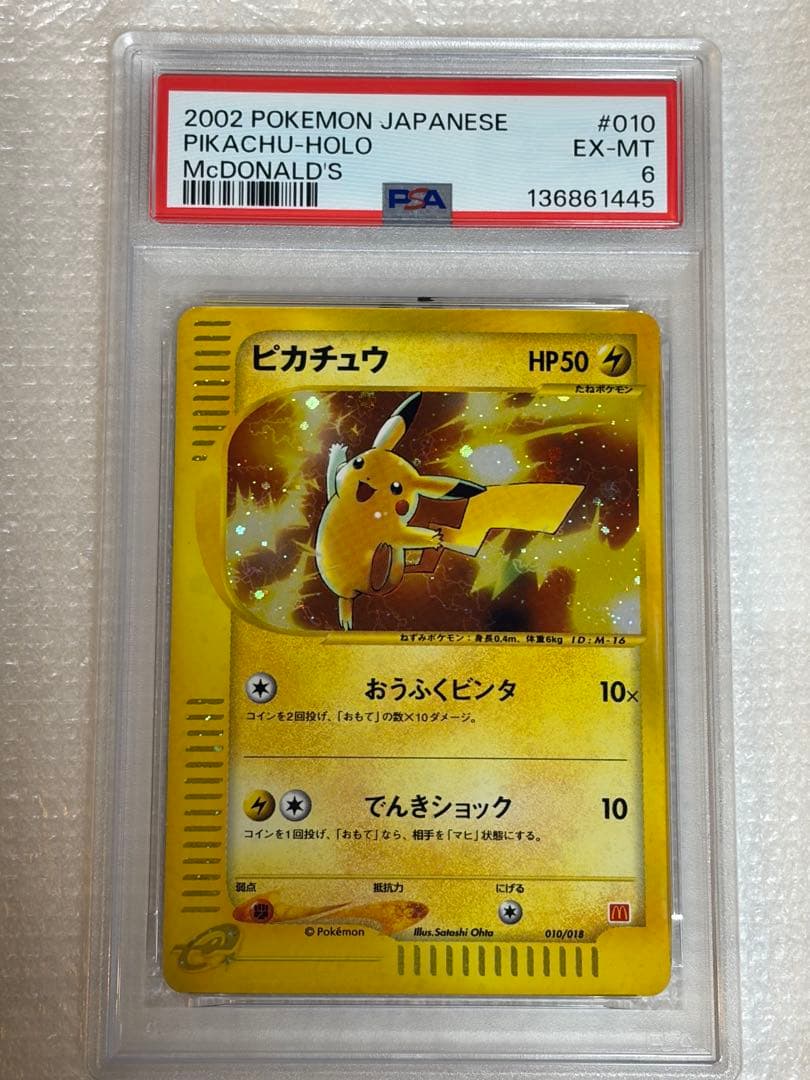 2002 POKEMON JAPANESE #010
PIKACHU-HOLO EX-MT
McDONALD'S 6
PSA 136861445
ピカチュウ HP50
たねポケモン
ねずみポケモン:身長0.4m、体重6kg ID:M-16
おうふくビンタ 10×
コインを2回投げ、「おもて」の数×10ダメージ。
でんきショック 10
コインを1回投げ、「おもて」なら、相手を「マヒ」状態にする。
弱点 抵抗力 にげる
©Pokémon Illus.Satoshi Ohta 010/018